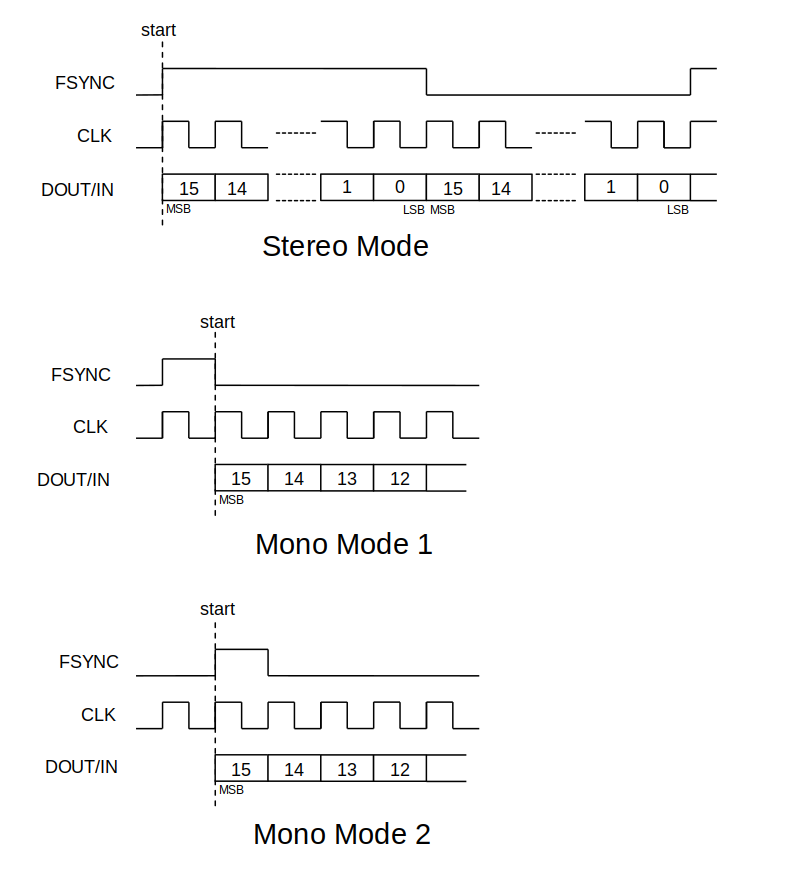 start
FSYNC
CLK
DOUT/IN 15 14 1 0 15 14 1 0
MSB LSB MSB LSB
Stereo Mode
start
FSYNC
CLK
DOUT/IN 15 14 13 12
MSB
Mono Mode 1
start
FSYNC
CLK
DOUT/IN 15 14 13 12
MSB
Mono Mode 2